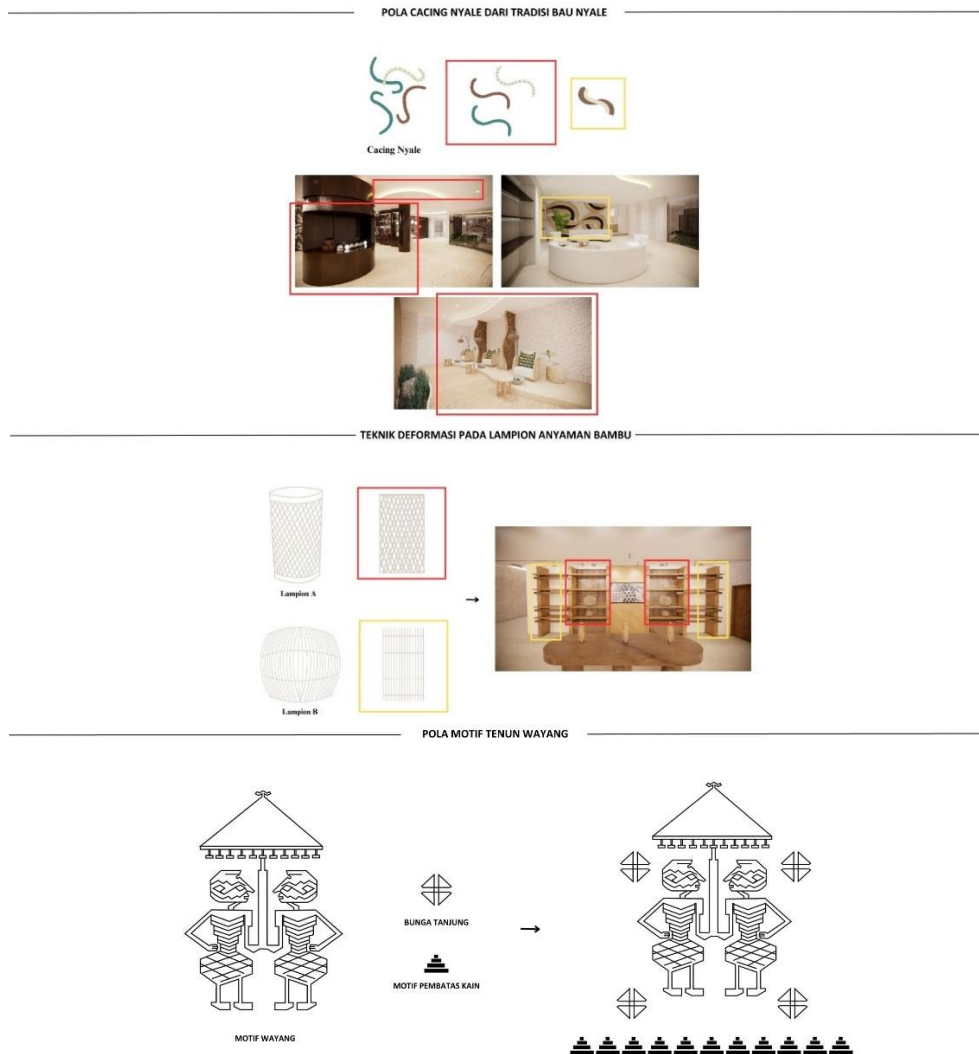 POLA CACING NYALE DARI TRADISI BAU NYALE
Cacing Nyale
TEKNIK DEFORMASI PADA LAMPION ANYAMAN BAMBU
Lampion A
Lampion B
POLA MOTIF TENUN WAYANG
BUNGA TANJUNG
MOTIF PEMBATAS KAIN
MOTIF WAYANG